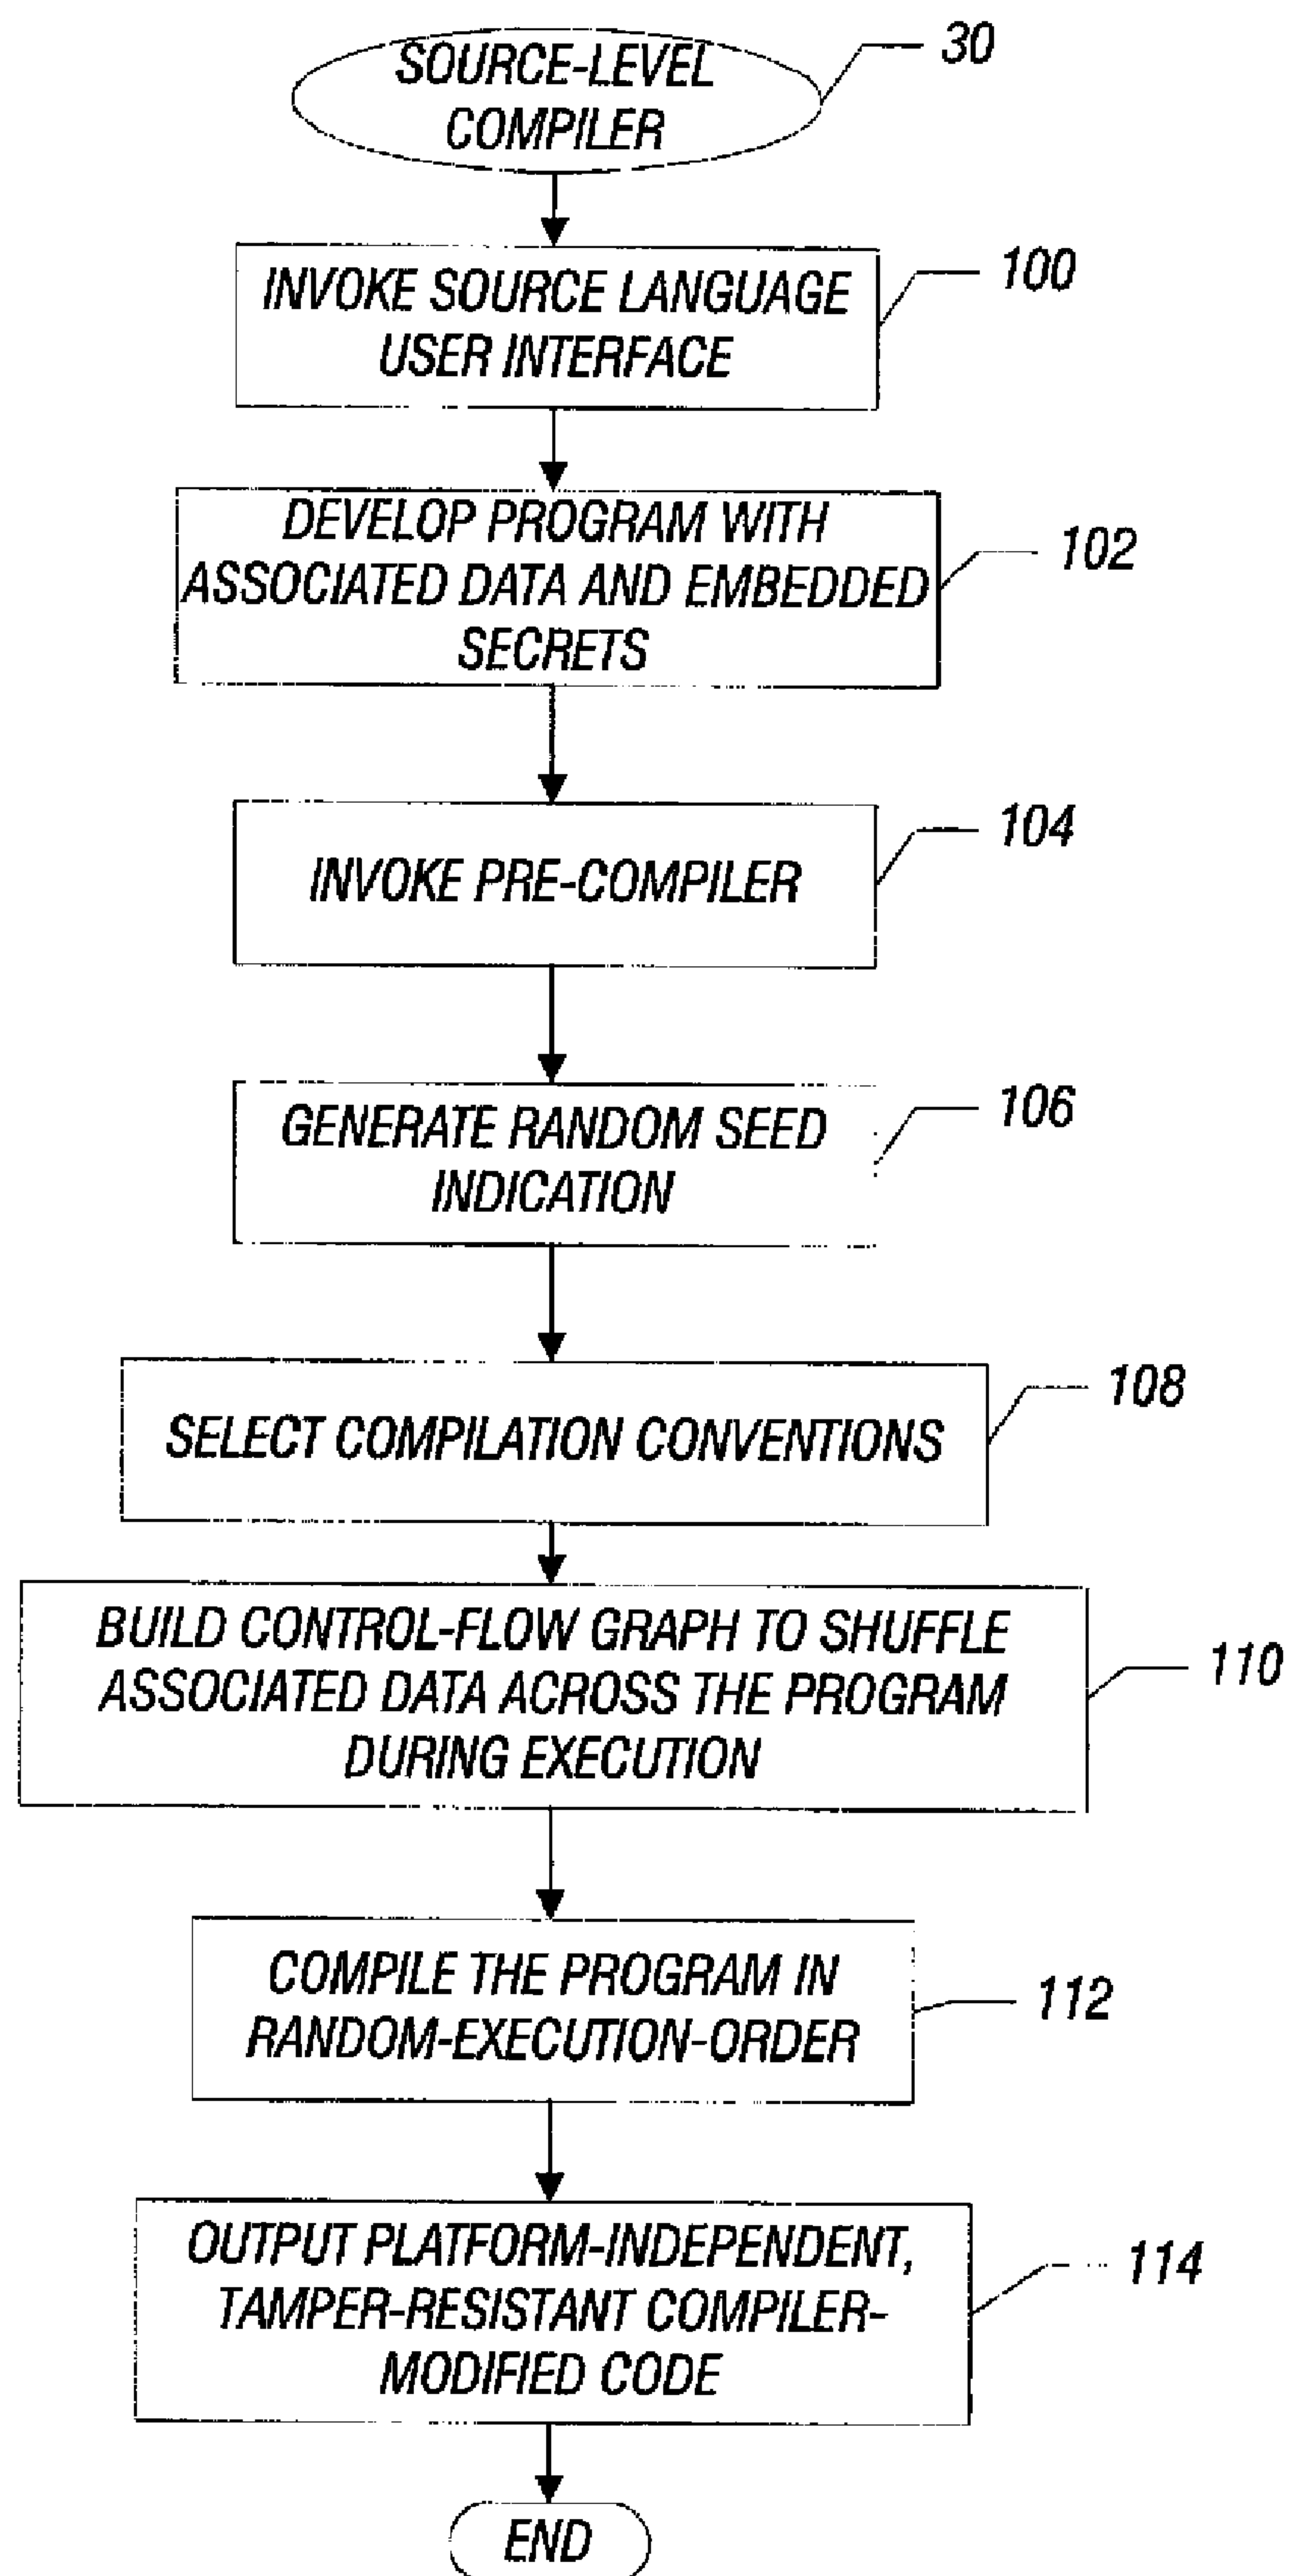 SOURCE-LEVEL
COMPILER
30
INVOKE SOURCE LANGUAGE
USER INTERFACE
100
DEVELOP PROGRAM WITH
ASSOCIATED DATA AND EMBEDDED
SECRETS
102
INVOKE PRE-COMPILER
104
GENERATE RANDOM SEED
INDICATION
106
SELECT COMPILATION CONVENTIONS
108
BUILD CONTROL-FLOW GRAPH TO SHUFFLE
ASSOCIATED DATA ACROSS THE PROGRAM
DURING EXECUTION
110
COMPILE THE PROGRAM IN
RANDOM-EXECUTION-ORDER
112
OUTPUT PLATFORM-INDEPENDENT,
TAMPER-RESISTANT COMPILER-
MODIFIED CODE
114
END